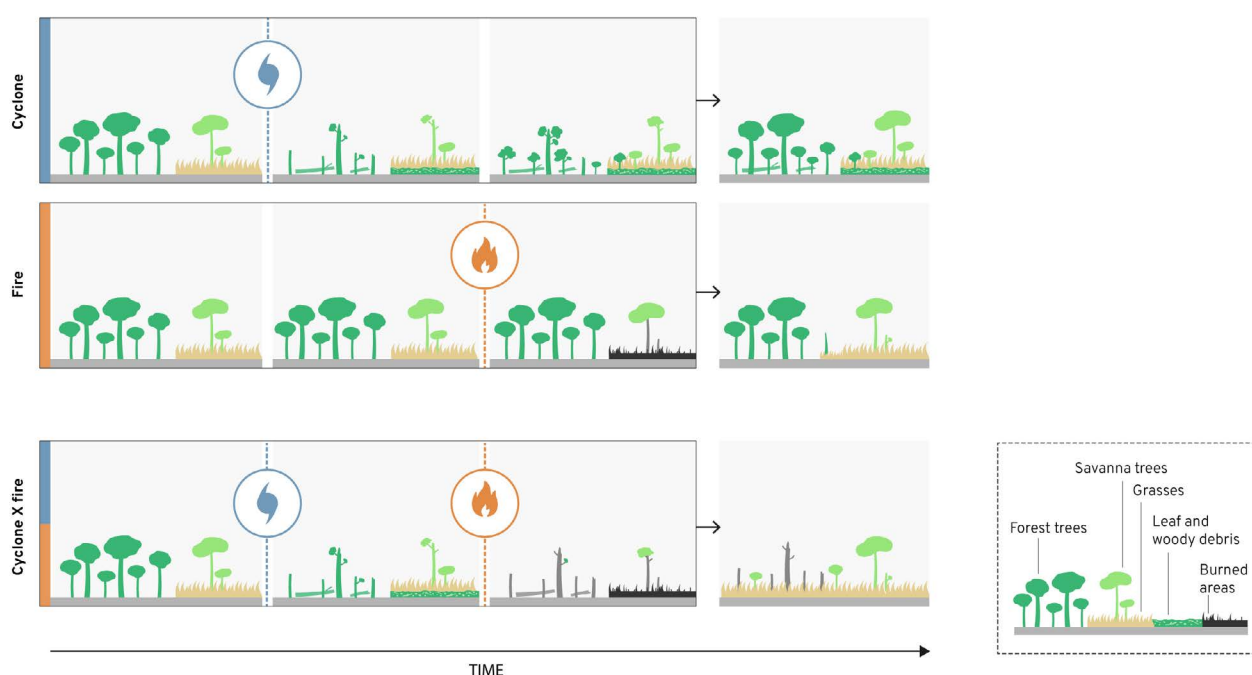 Cyclone
Fire
Cyclone X fire
TIME
Savanna trees
Grasses
Forest trees
Leaf and
woody debris
Burned
areas